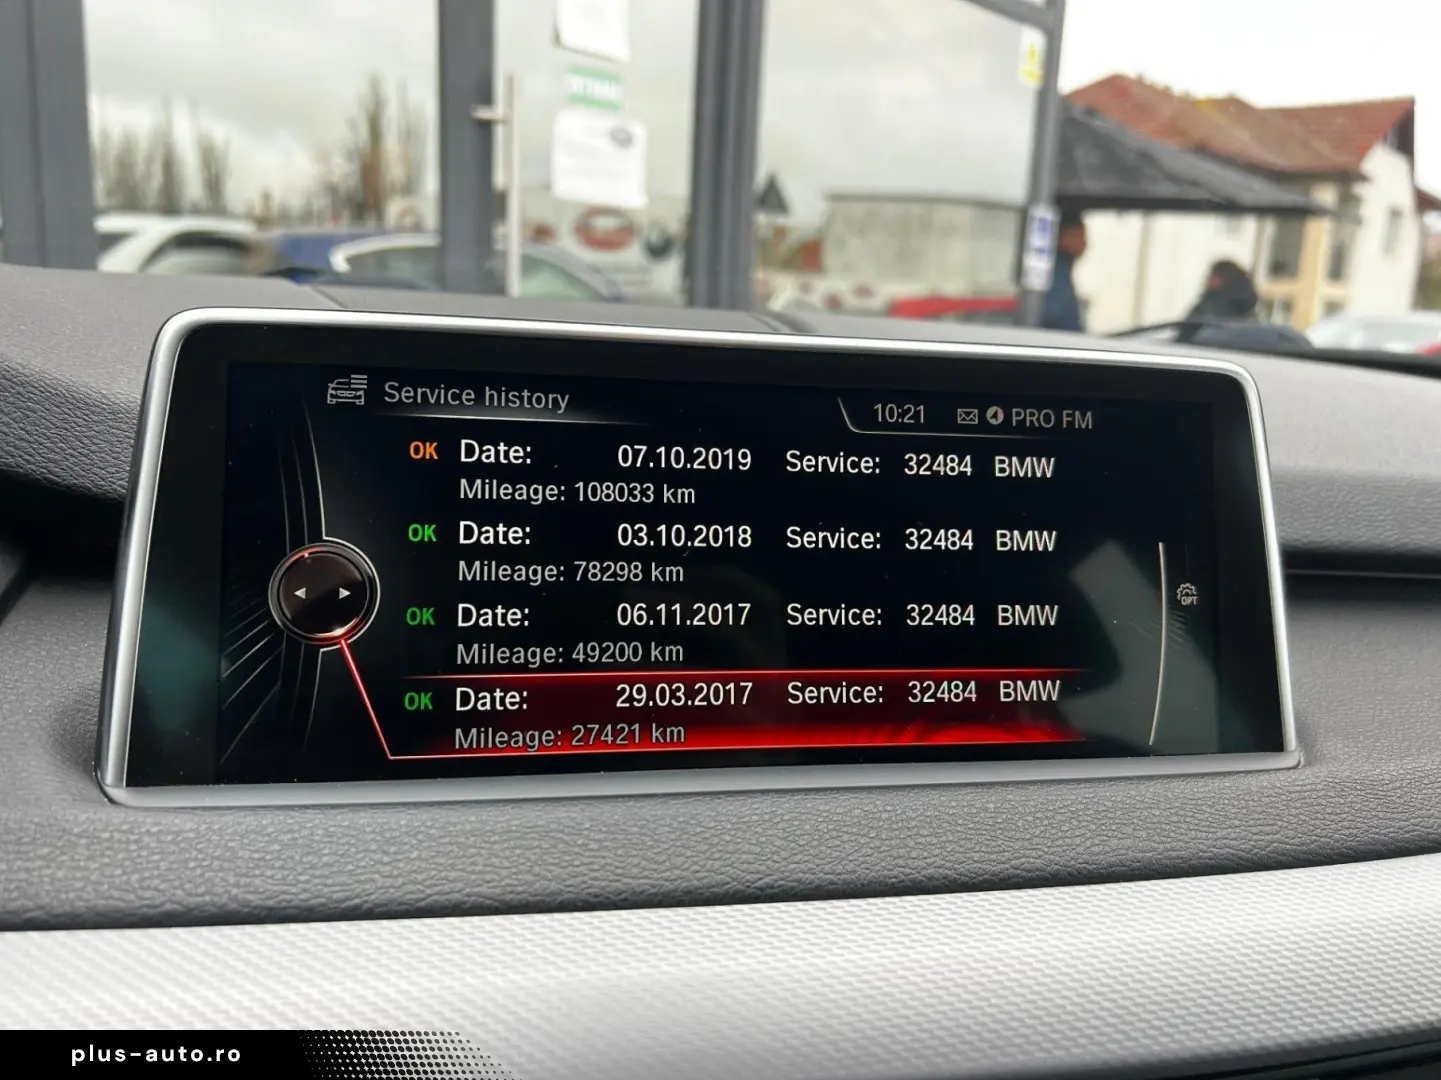 Service history
10:21 PRO FM
OK Date: 07.10.2019 Service: 32484 BMW
Mileage: 108033 km
OK Date: 03.10.2018 Service: 32484 BMW
Mileage: 78298 km
OK Date: 06.11.2017 Service: 32484 BMW
Mileage: 49200 km
OK Date: 29.03.2017 Service: 32484 BMW
Mileage: 27421 km
OPT
plus-auto.ro